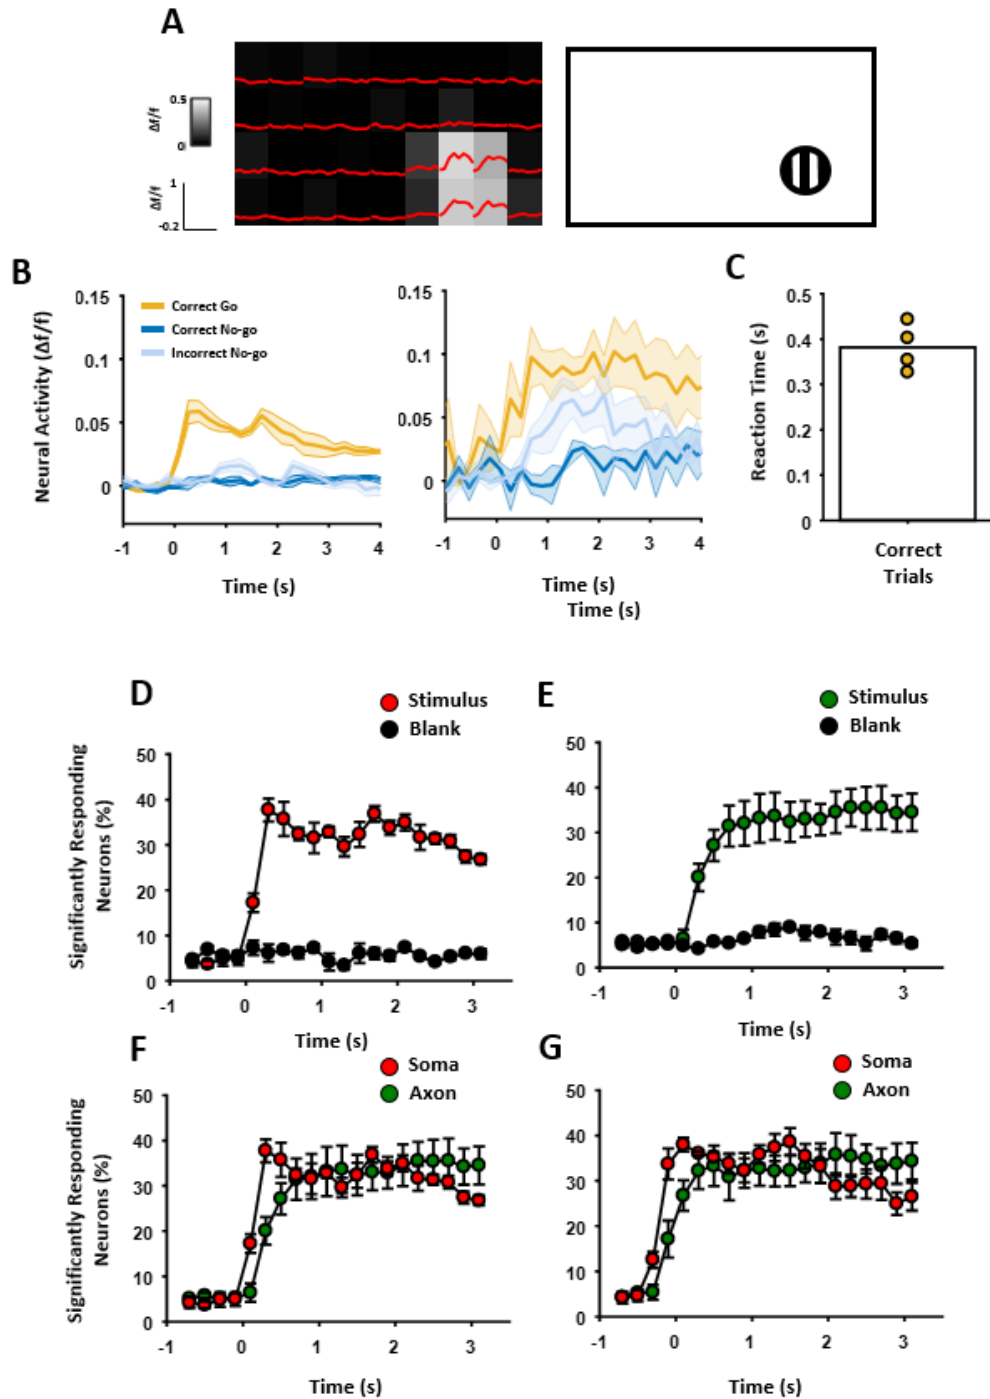 A
0.5
Δf/f
0
1
Δf/f
-0.2
B
Neural Activity (Δf/f)
0.15
0.1
0.05
0
Correct Go
Correct No-go
Incorrect No-go
-1 0 1 2 3 4
Time (s)
0.15
0.1
0.05
0
-1 0 1 2 3 4
Time (s)
Time (s)
C
Reaction Time (s)
0.5
0.4
0.3
0.4
0.1
0
Correct
Trials
D
Stimulus
Blank
Significantly Responding
Neurons (%)
50
40
30
20
10
0
-1 0 1 2 3
Time (s)
E
Stimulus
Blank
50
40
30
20
10
0
-1 0 1 2 3
Time (s)
F
Soma
Axon
Significantly Responding
Neurons (%)
50
40
30
20
10
0
-1 0 1 2 3
Time (s)
G
Soma
Axon
50
40
30
20
10
0
-1 0 1 2 3
Time (s)